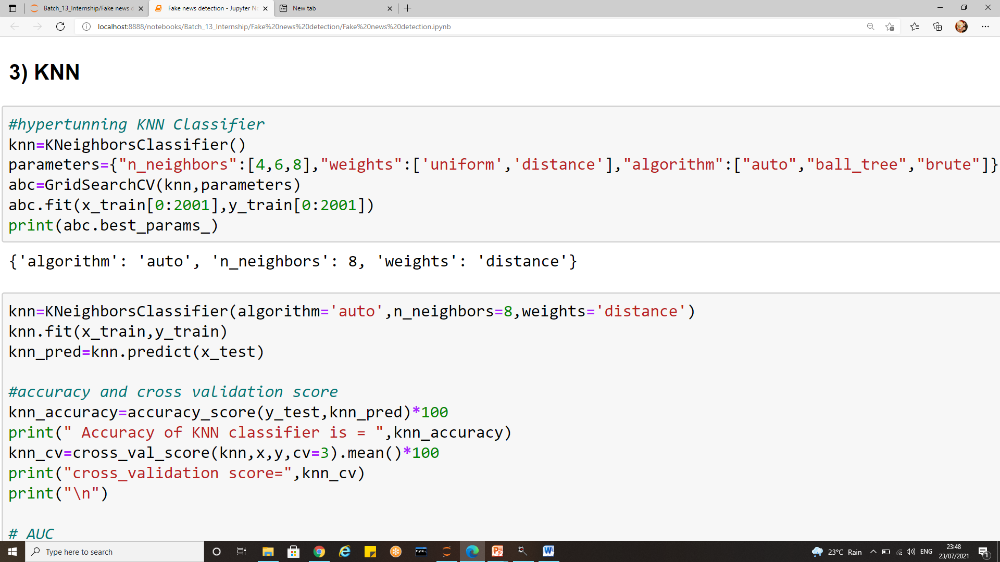 Batch_13_Internship/Fake news d
Fake news detection - Jupyter N
New tab
localhost:8888/notebooks/Batch_13_Internship/Fake%20news%20detection/Fake%20news%20detection.ipynb
3) KNN
#hypertunning KNN Classifier
knn=KNeighborsClassifier()
parameters={"n_neighbors":[4,6,8],"weights":['uniform','distance'],"algorithm":["auto","ball_tree","brute"]}
abc=GridSearchCV(knn,parameters)
abc.fit(x_train[0:2001],y_train[0:2001])
print(abc.best_params_)
{'algorithm': 'auto', 'n_neighbors': 8, 'weights': 'distance'}
knn=KNeighborsClassifier(algorithm='auto',n_neighbors=8,weights='distance')
knn.fit(x_train,y_train)
knn_pred=knn.predict(x_test)
#accuracy and cross validation score
knn_accuracy=accuracy_score(y_test,knn_pred)*100
print(" Accuracy of KNN classifier is = ",knn_accuracy)
knn_cv=cross_val_score(knn,x,y,cv=3).mean()*100
print("cross_validation score=",knn_cv)
print("\n")
# AUC
Type here to search
MySQL
23°C Rain
ENG
23:48
23/07/2021
1